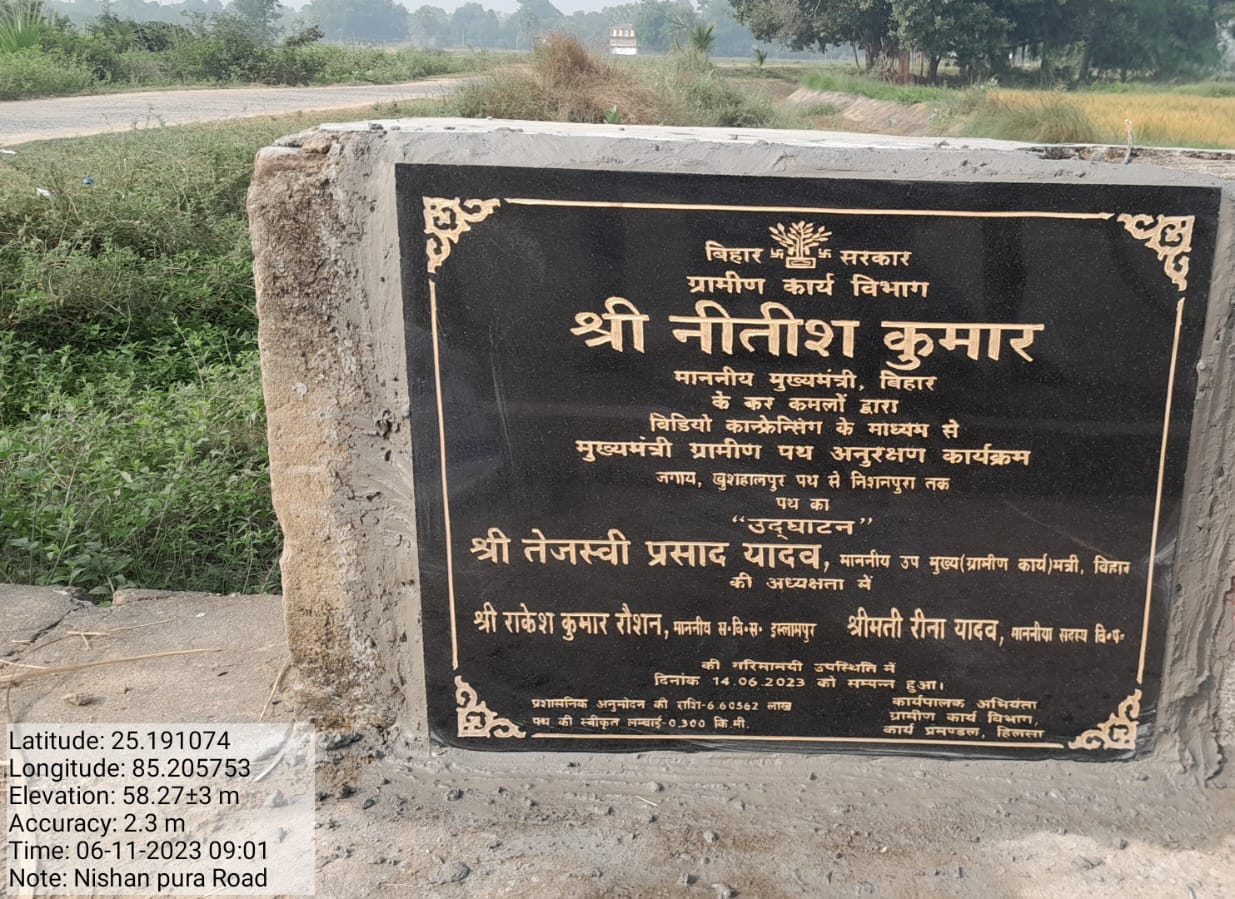 बिहार सरकार
ग्रामीण कार्य विभाग
श्री नीतीश कुमार
माननीय मुख्यमंत्री, बिहार
के कर कमलों द्वारा
विडियो कान्फ्रेन्सिंग के माध्यम से
मुख्यमंत्री ग्रामीण पथ अनुरक्षण कार्यक्रम
जगाय, खुशहालपुर पथ से निशनपुरा तक
पथ का
“उद्घाटन”
श्री तेजस्वी प्रसाद यादव, माननीय उप मुख्य(ग्रामीण कार्य)मंत्री, बिहार
की अध्यक्षता में
श्री राकेश कुमार रौशन, माननीय स॰वि॰स॰ इस्लामपुर श्रीमती रीना यादव, माननीया सदस्य वि॰प॰
की गरिमामयी उपस्थिति में
दिनांक 14.06.2023 को सम्पन्न हुआ।
प्रशासनिक अनुमोदन की राशि-6.60562 लाख
पथ की स्वीकृत लम्बाई-0.300 कि.मी.
कार्यपालक अभियंता
ग्रामीण कार्य विभाग,
कार्य प्रमण्डल, हिलसा
Latitude: 25.191074
Longitude: 85.205753
Elevation: 58.27±3 m
Accuracy: 2.3 m
Time: 06-11-2023 09:01
Note: Nishan pura Road